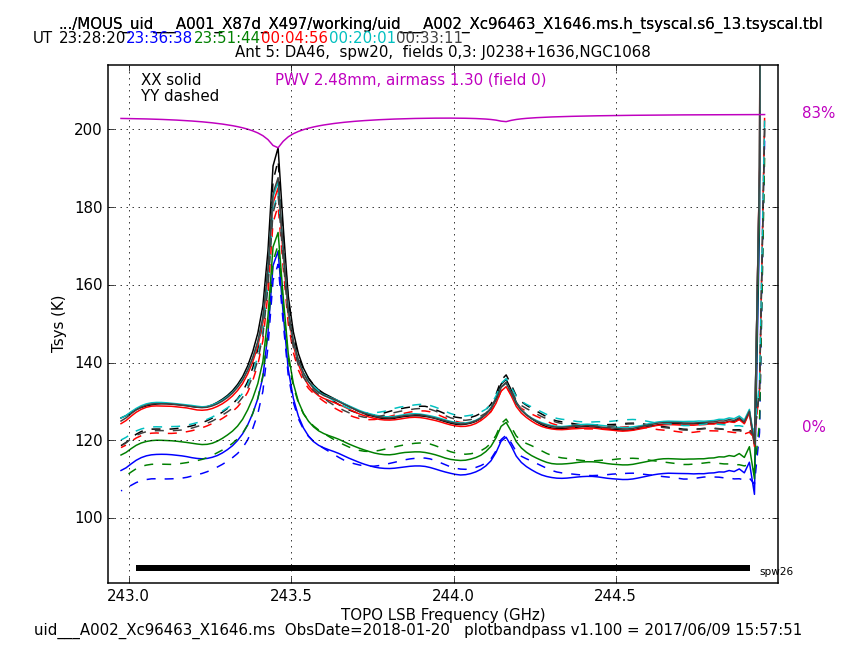 .../MOUS_uid___A001_X87d_X497/working/uid___A002_Xc96463_X1646.ms.h_tsyscal.s6_13.tsyscal.tbl
UT 23:28:20 23:36:38 23:51:44 00:04:56 00:20:01 00:33:11
Ant 5: DA46,  spw20,  fields 0,3: J0238+1636,NGC1068
XX solid
PWV 2.48mm, airmass 1.30 (field 0)
YY dashed
83%
200
180
160
Tsys (K)
140
0%
120
100
spw26
243.0 243.5 244.0 244.5
TOPO LSB Frequency (GHz)
uid___A002_Xc96463_X1646.ms  ObsDate=2018-01-20   plotbandpass v1.100 = 2017/06/09 15:57:51